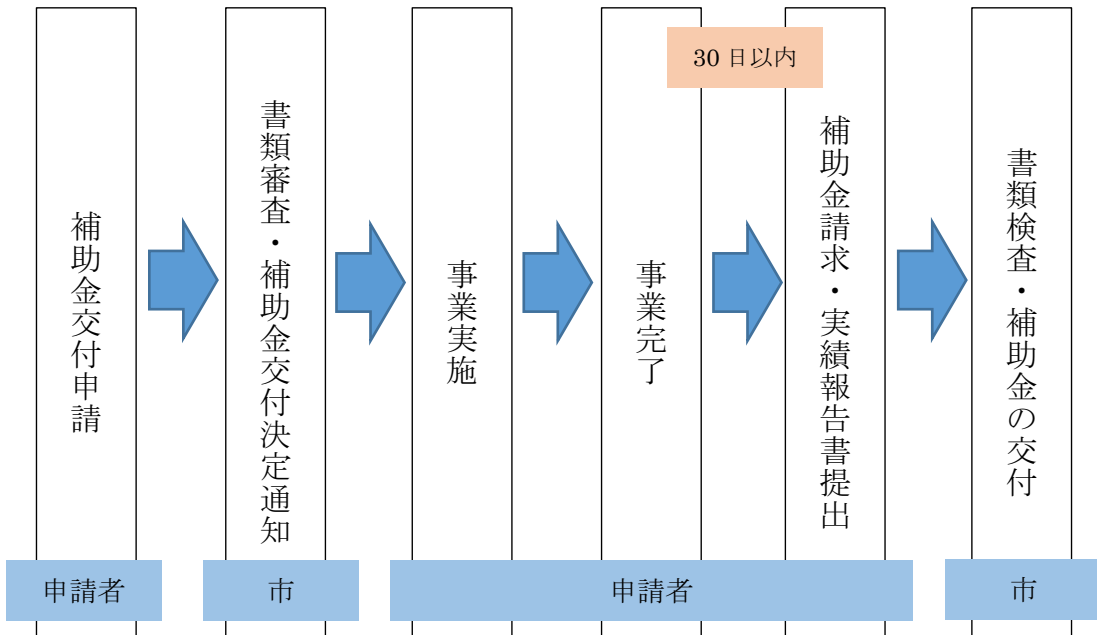 30日以内
補助金交付申請
書類審査・補助金交付決定通知
事業実施
事業完了
補助金請求・実績報告書提出
書類検査・補助金の交付
申請者
市
申請者
市